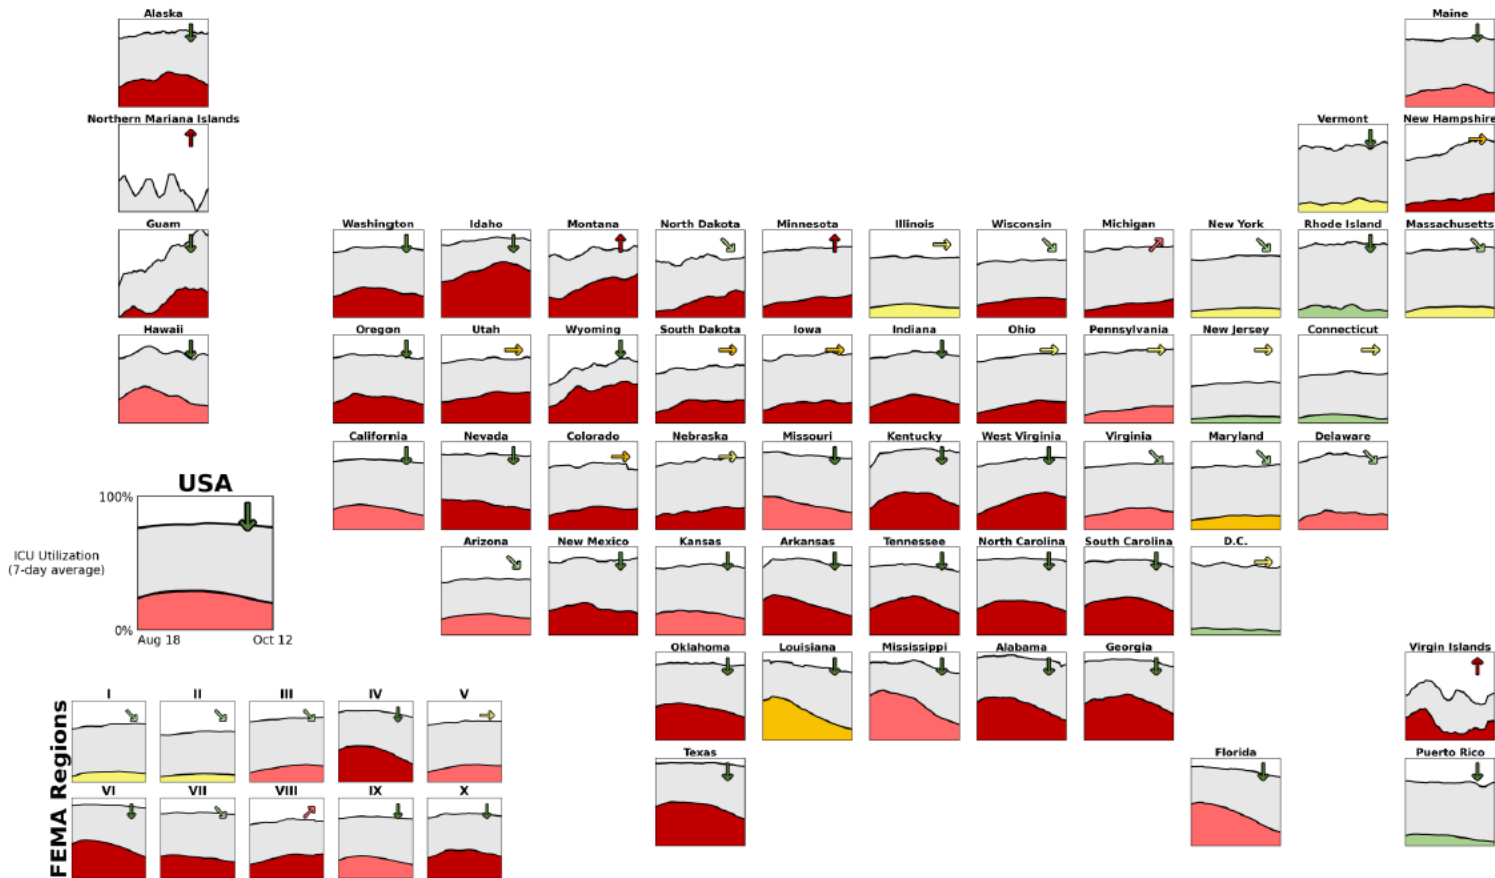 Alaska
Maine
Northern Mariana Islands
Vermont
New Hampshire
Guam
Washington
Idaho
Montana
North Dakota
Minnesota
Illinois
Wisconsin
Michigan
New York
Rhode Island
Massachusetts
Hawaii
Oregon
Utah
Wyoming
South Dakota
Iowa
Indiana
Ohio
Pennsylvania
New Jersey
Connecticut
California
Nevada
Colorado
Nebraska
Missouri
Kentucky
West Virginia
Virginia
Maryland
Delaware
USA
100%
ICU Utilization
(7-day average)
0%
Aug 18
Oct 12
Arizona
New Mexico
Kansas
Arkansas
Tennessee
North Carolina
South Carolina
D.C.
Oklahoma
Louisiana
Mississippi
Alabama
Georgia
Virgin Islands
Texas
Florida
Puerto Rico
FEMA Regions
I
II
III
IV
V
VI
VII
VIII
IX
X